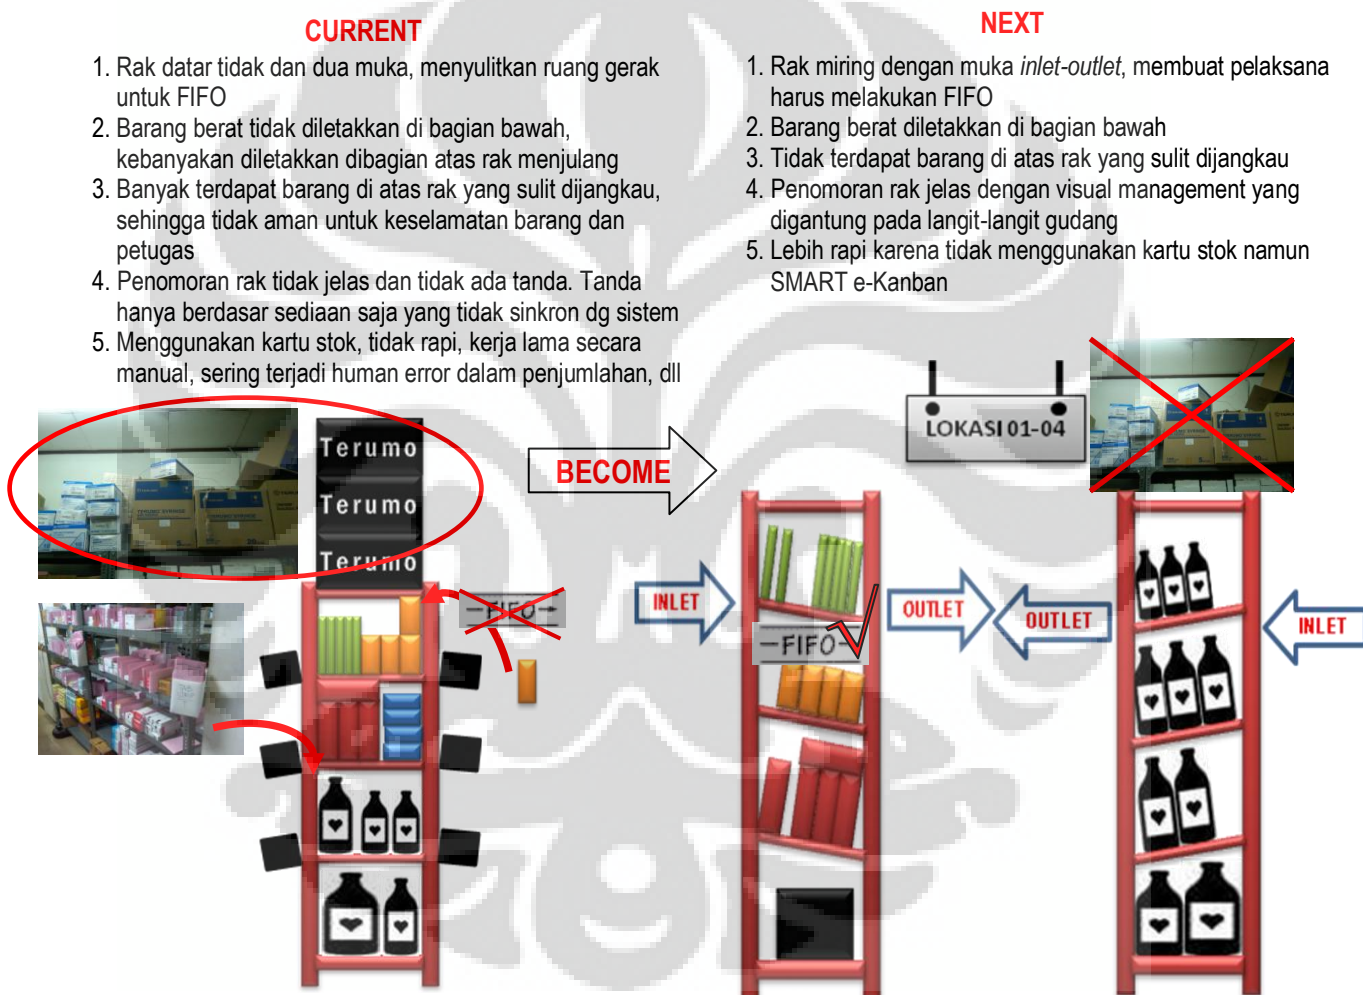 CURRENT
1. Rak datar tidak dan dua muka, menyulitkan ruang gerak
untuk FIFO
2. Barang berat tidak diletakkan di bagian bawah,
kebanyakan diletakkan dibagian atas rak menjulang
3. Banyak terdapat barang di atas rak yang sulit dijangkau,
sehingga tidak aman untuk keselamatan barang dan
petugas
4. Penomoran rak tidak jelas dan tidak ada tanda. Tanda
hanya berdasar sediaan saja yang tidak sinkron dg sistem
5. Menggunakan kartu stok, tidak rapi, kerja lama secara
manual, sering terjadi human error dalam penjumlahan, dll
NEXT
1. Rak miring dengan muka inlet-outlet, membuat pelaksana
harus melakukan FIFO
2. Barang berat diletakkan di bagian bawah
3. Tidak terdapat barang di atas rak yang sulit dijangkau
4. Penomoran rak jelas dengan visual management yang
digantung pada langit-langit gudang
5. Lebih rapi karena tidak menggunakan kartu stok namun
SMART e-Kanban
Terumo
Terumo
Terumo
FIFO
BECOME
LOKASI 01-04
INLET
FIFO
OUTLET
OUTLET
INLET